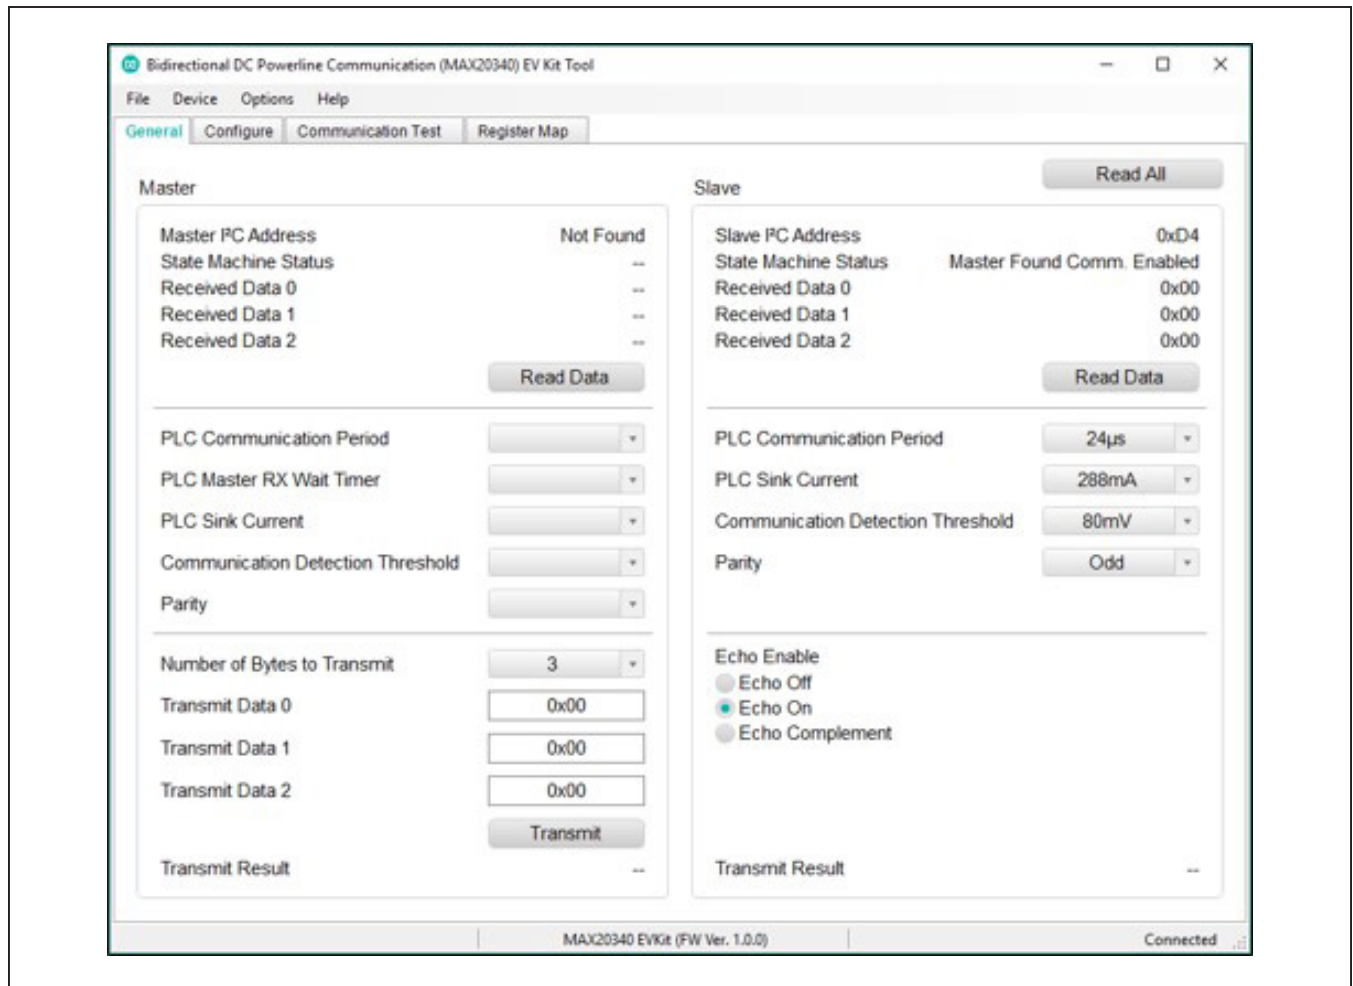 Bidirectional DC Powerline Communication (MAX20340) EV Kit Tool
File Device Options Help
General Configure Communication Test Register Map
Read All
Master
Master I²C Address Not Found
State Machine Status --
Received Data 0 --
Received Data 1 --
Received Data 2 --
Read Data
PLC Communication Period
PLC Master RX Wait Timer
PLC Sink Current
Communication Detection Threshold
Parity
Number of Bytes to Transmit 3
Transmit Data 0 0x00
Transmit Data 1 0x00
Transmit Data 2 0x00
Transmit
Transmit Result --
Slave
Slave I²C Address 0xD4
State Machine Status Master Found Comm. Enabled
Received Data 0 0x00
Received Data 1 0x00
Received Data 2 0x00
Read Data
PLC Communication Period 24µs
PLC Sink Current 288mA
Communication Detection Threshold 80mV
Parity Odd
Echo Enable
Echo Off
Echo On
Echo Complement
Transmit Result --
MAX20340 EVKit (FW Ver. 1.0.0) Connected